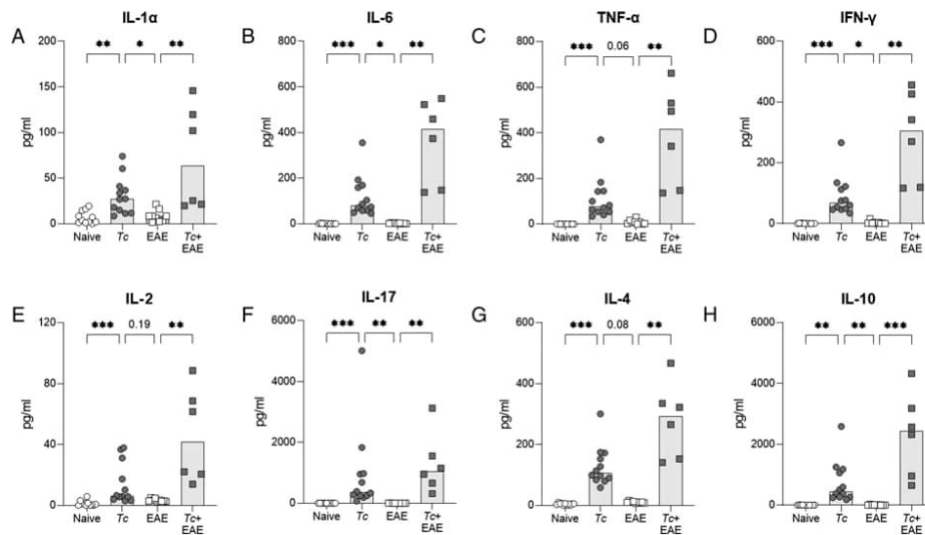 A IL-1α
200
150
100
50
0
pg/ml
** * **
Naive Tc EAE Tc+
EAE
B IL-6
800
600
400
200
0
pg/ml
*** * **
Naive Tc EAE Tc+
EAE
C TNF-α
800
600
400
200
0
pg/ml
*** 0.06 **
Naive Tc EAE Tc+
EAE
D IFN-γ
600
400
200
0
pg/ml
*** * **
Naive Tc EAE Tc+
EAE
E IL-2
120
80
40
0
pg/ml
*** 0.19 **
Naive Tc EAE Tc+
EAE
F IL-17
6000
4000
2000
0
pg/ml
*** ** **
Naive Tc EAE Tc+
EAE
G IL-4
600
400
200
0
pg/ml
*** 0.08 **
Naive Tc EAE Tc+
EAE
H IL-10
6000
4000
2000
0
pg/ml
** ** ***
Naive Tc EAE Tc+
EAE